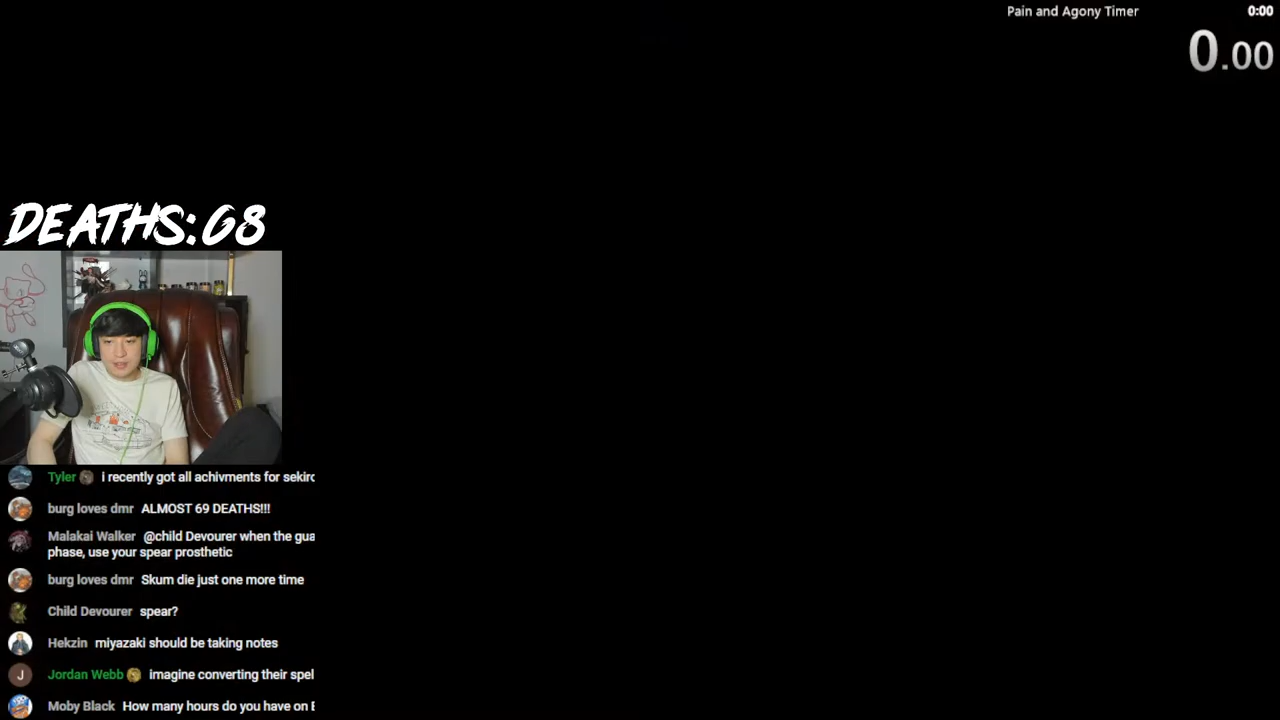 Pain and Agony Timer 0:00
0.00
DEATHS:68
Tyler i recently got all achivments for sekiro
burg loves dmr ALMOST 69 DEATHS!!!
Malakai Walker @child Devourer when the gua
phase, use your spear prosthetic
burg loves dmr Skum die just one more time
Child Devourer spear?
Hekzin miyazaki should be taking notes
J Jordan Webb imagine converting their spel
Moby Black How many hours do you have on